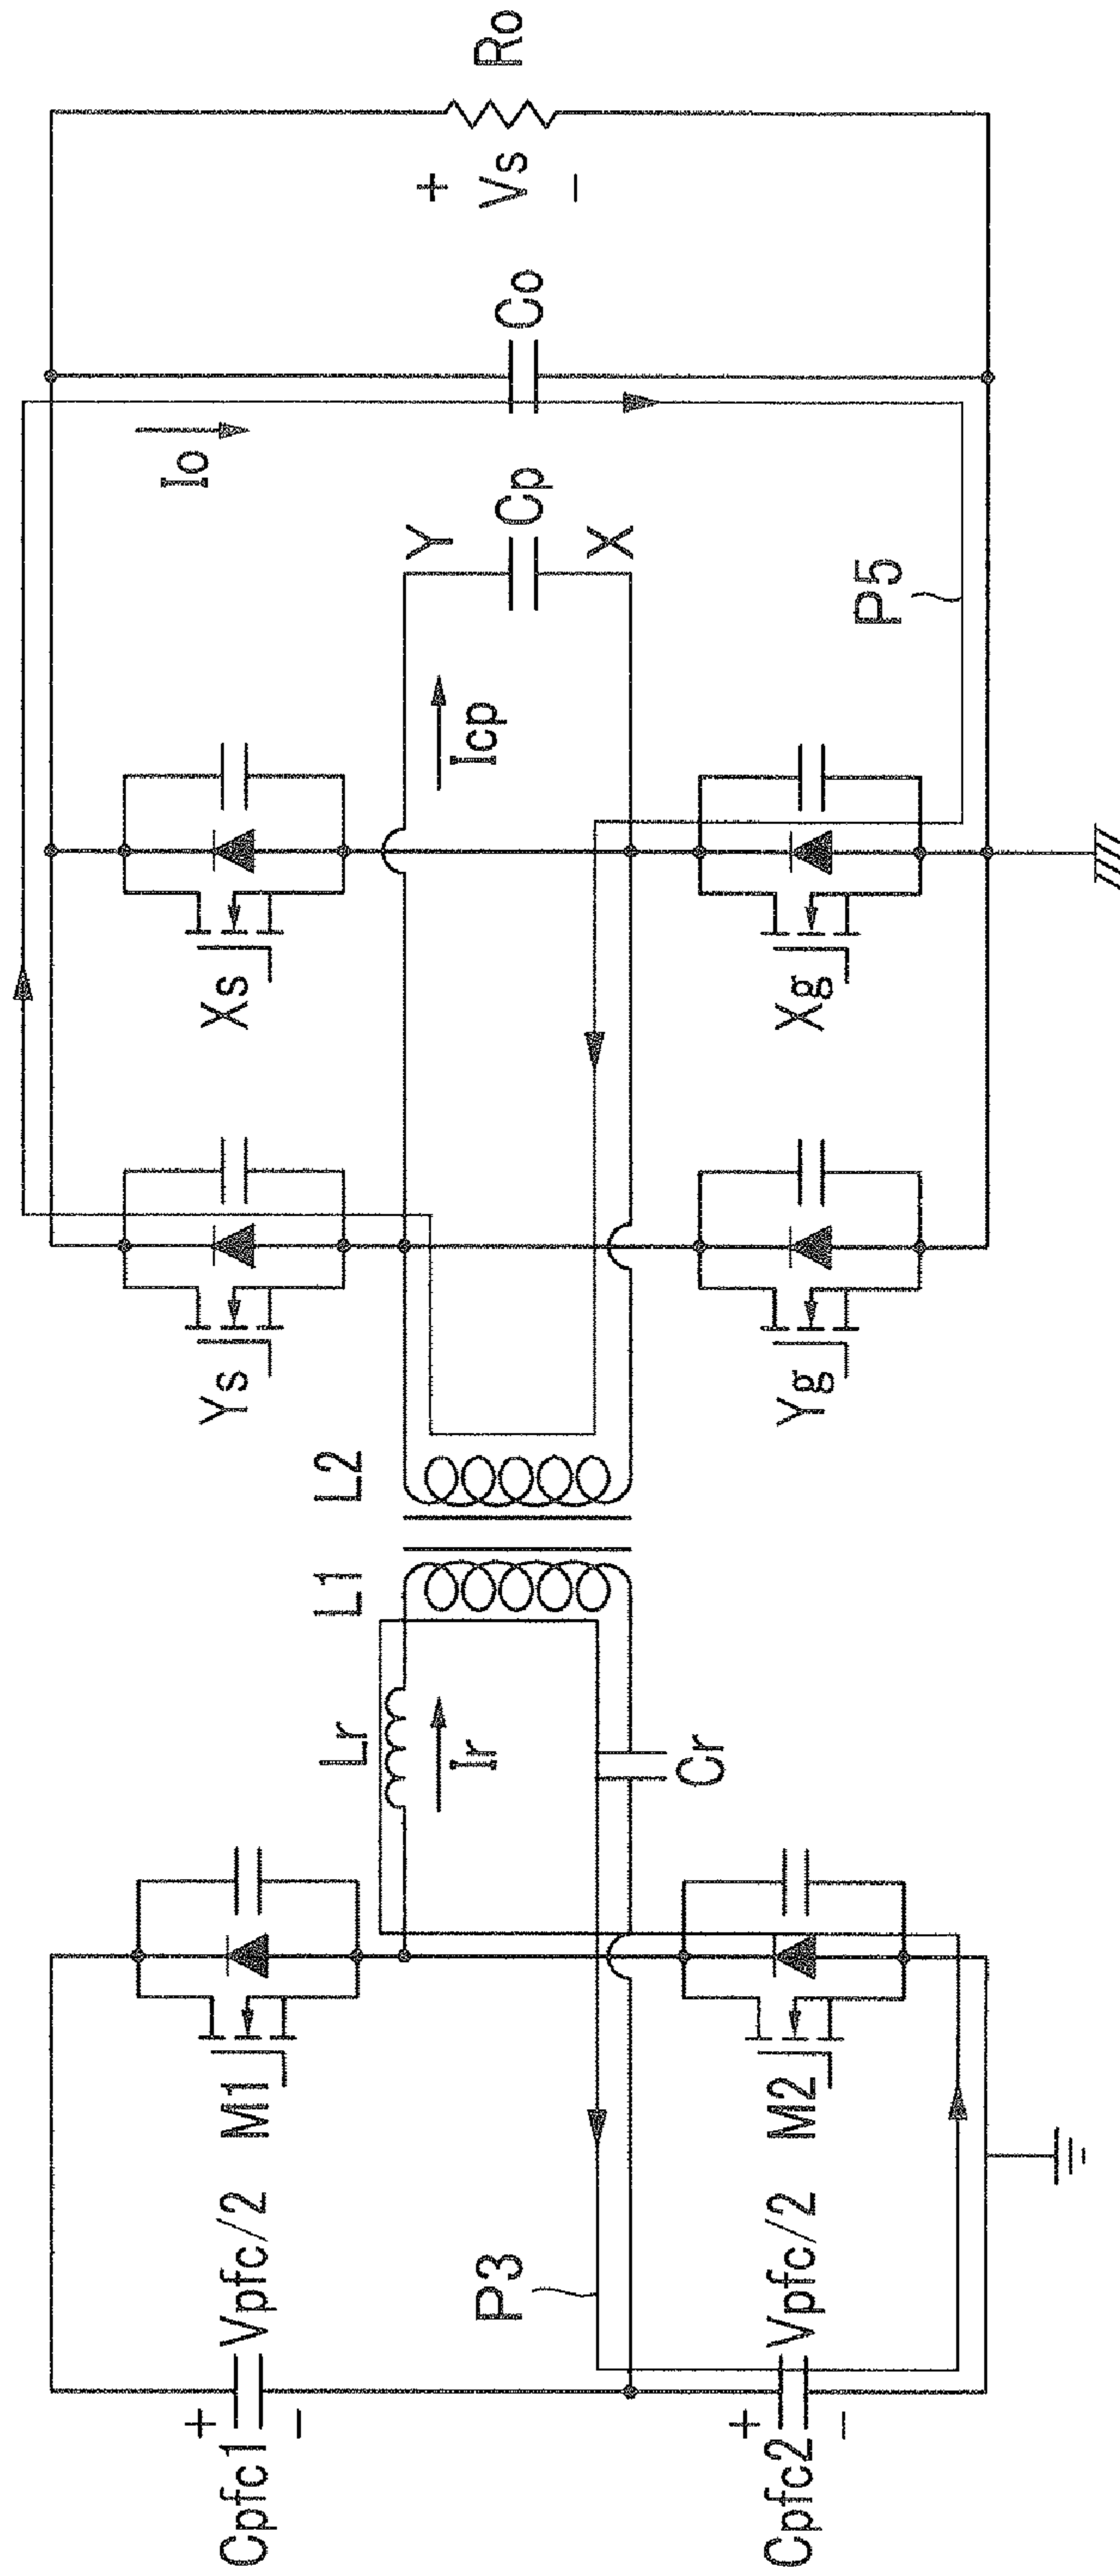 Cpfc1
+
−
Vpfc/2
M1
Cpfc2
+
−
Vpfc/2
M2
P3
Lr
Ir
Cr
L1
L2
Ys
Yg
Xs
Xg
Icp
Y
Cp
X
P5
Io
Co
+
Vs
−
Ro